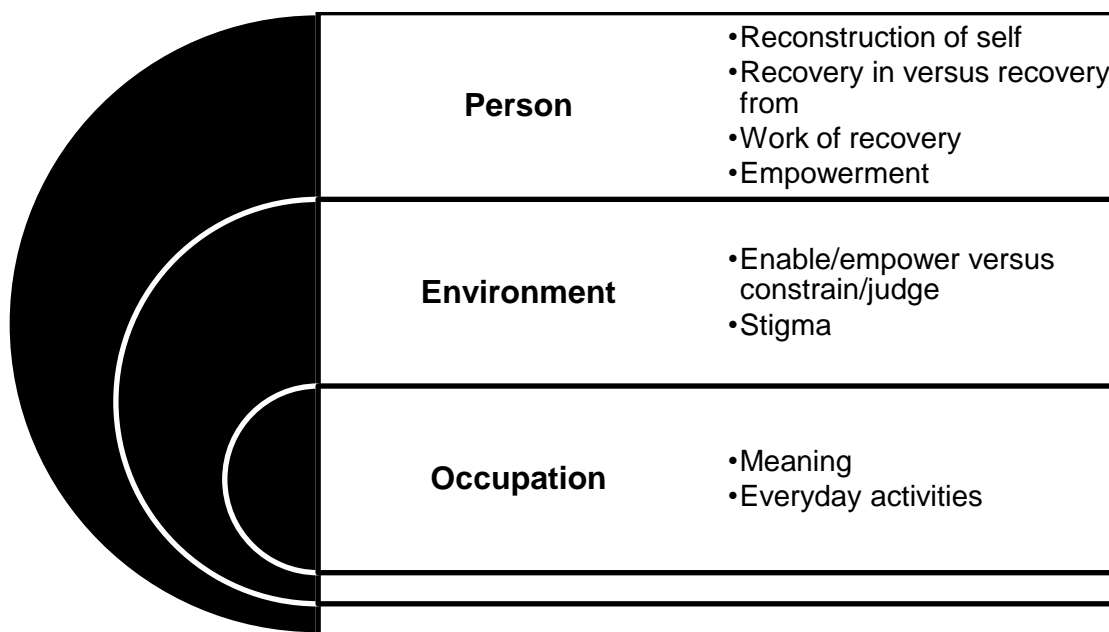 Person
•Reconstruction of self
•Recovery in versus recovery
from
•Work of recovery
•Empowerment
Environment
•Enable/empower versus
constrain/judge
•Stigma
Occupation
•Meaning
•Everyday activities